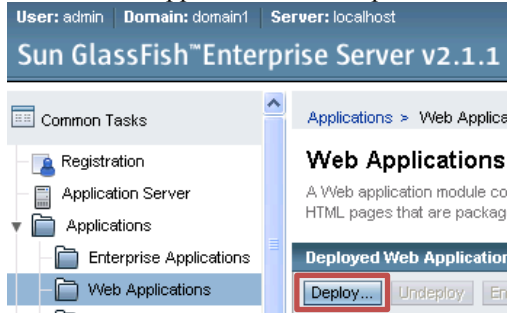 User: admin Domain: domain1 Server: localhost
Sun GlassFish™ Enterprise Server v2.1.1
Common Tasks
Registration
Application Server
Applications
Enterprise Applications
Web Applications
Applications > Web Applica
Web Applications
A Web application module co
HTML pages that are packag
Deployed Web Application
Deploy... Undeploy En